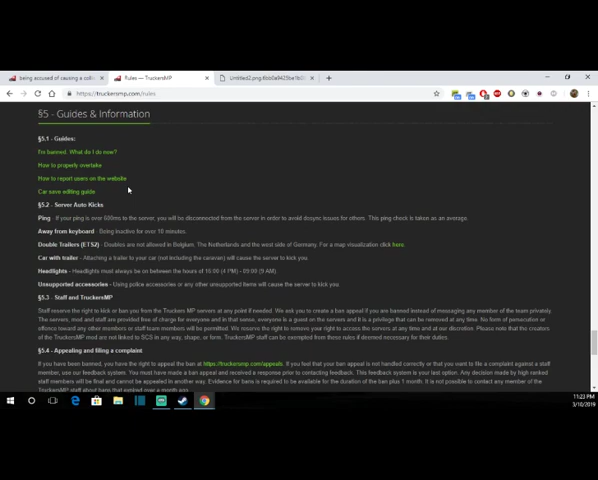 being accused of causing a colli
Rules — TruckersMP
https://truckersmp.com/rules
§5 - Guides & Information
§5.1 - Guides:
I'm banned. What do I do now?
How to properly overtake
How to report users on the website
Car save editing guide
§5.2 - Server Auto Kicks
Ping - If your ping is over 500ms to the server, you will be disconnected from the server in order to avoid desync issues for others. This ping check is taken as an average.
Away from keyboard - Being inactive for over 10 minutes.
Double Trailers (ETS2) - Doubles are not allowed in Belgium, The Netherlands and the west side of Germany. For a map visualization click here.
Car with trailer - Attaching a trailer to your car (not including the caravan) will cause the server to kick you.
Headlights - Headlights must always be on between the hours of 16:00 (4 PM) - 09:00 (9 AM).
Unsupported accessories - Using police accessories or any other unsupported items will cause the server to kick you.
§5.3 - Staff and TruckersMP
Staff reserve the right to kick or ban you from the Truckers MP servers at any point if needed. We ask you to create a ban appeal if you are banned instead of messaging any member of the team privately.
The servers, mod and staff are provided free of charge for everyone and in that sense, everyone is a guest on the servers and it is a privilege that can be removed at any time. No form of persecution or
offence toward any other members or staff team members will be permitted. We reserve the right to remove your right to access the servers at any time and at our discretion. Please note that the creators
of the TruckersMP mod are not linked to SCS in any way, shape, or form. TruckersMP staff can be exempted from these rules if deemed necessary for their duties.
§5.4 - Appealing and filing a complaint
If you have been banned, you have the right to appeal the ban at https://truckersmp.com/appeals. If you feel that your ban appeal is not handled correctly or that you want to file a complaint against a staff
member, use our feedback system. You must have made a ban appeal and received a response prior to contacting feedback. This feedback system is your last option. Any decision made by high ranked
staff members will be final and cannot be appealed in another way. Evidence for bans is required to be available for the duration of the ban plus 1 month. It is not possible to contact any member of the
TruckersMP staff about bans that expired over a month ago.
11:23 PM
3/10/2019